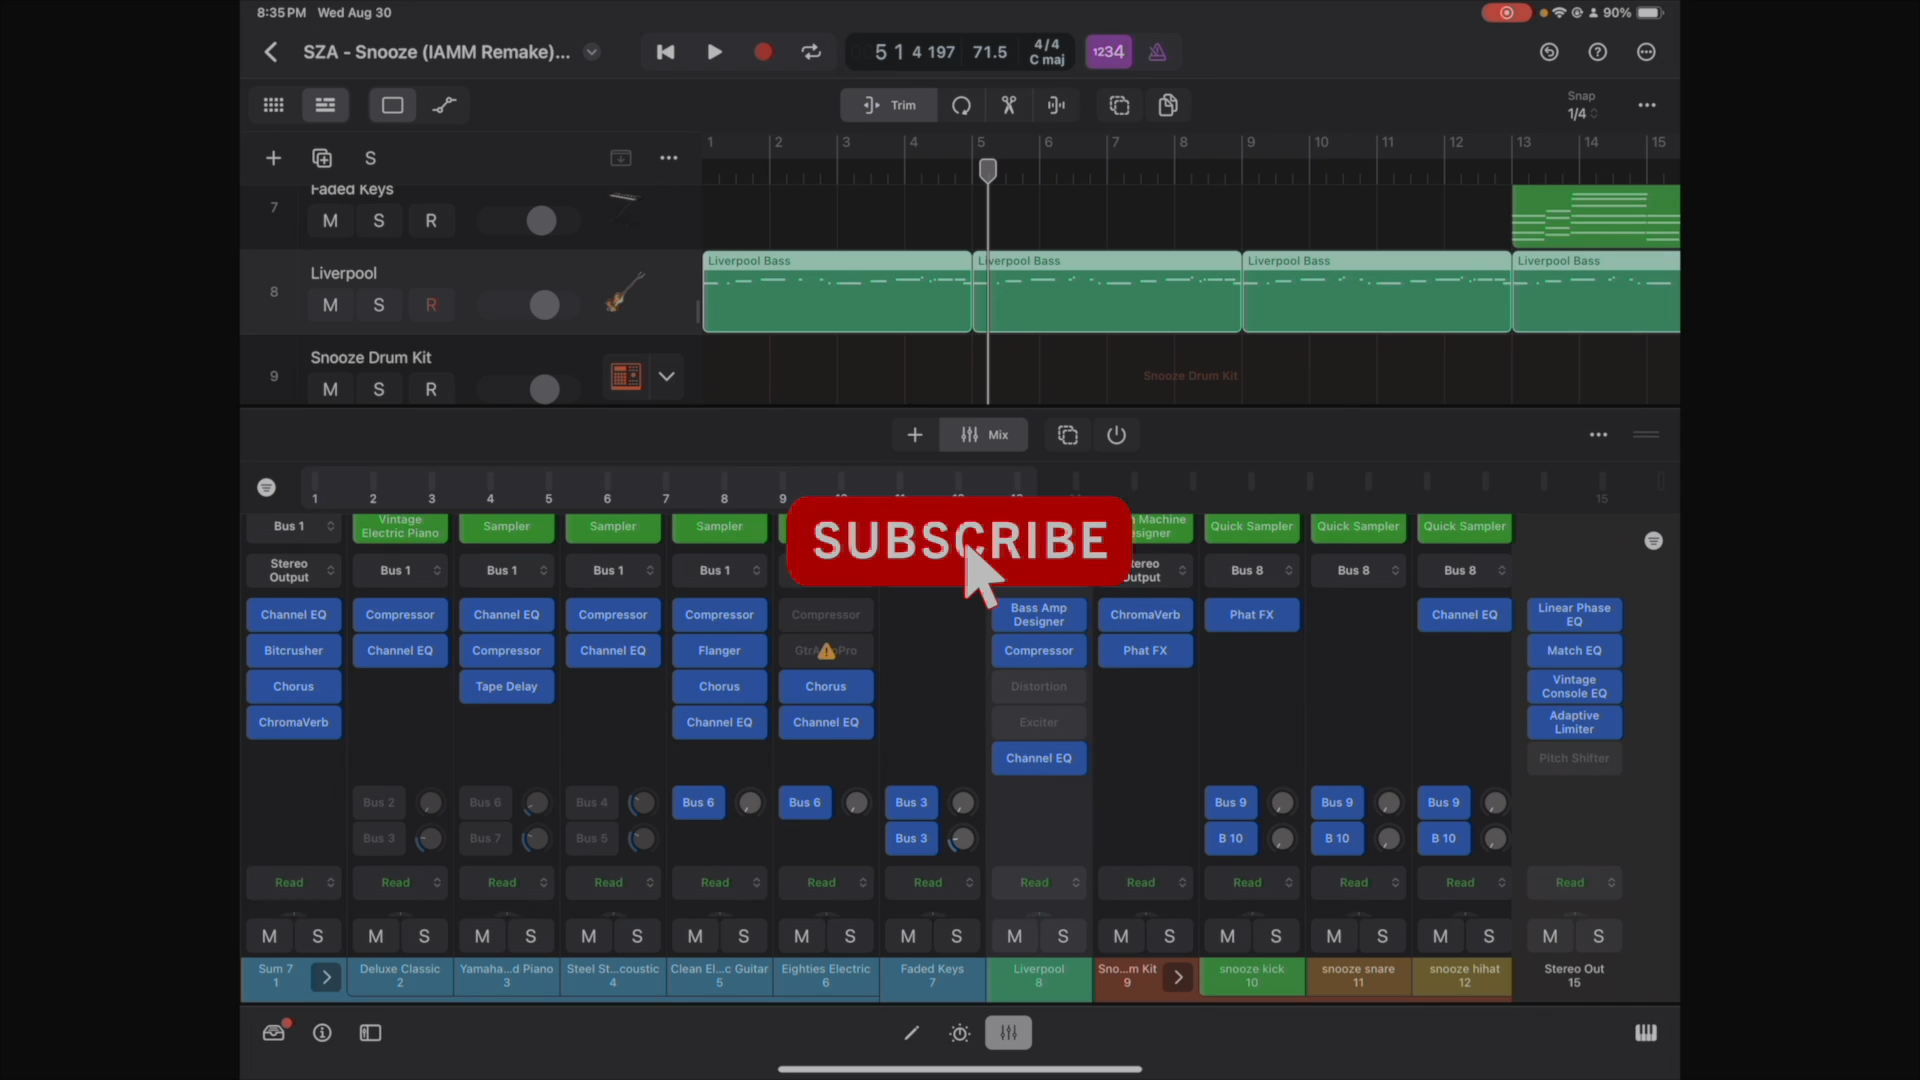 8:35 PM Wed Aug 30
90%
SZA - Snooze (IAMM Remake)...
5 1 4 197 71.5 4/4 C maj
1234
Trim
Snap
1/4
S
1 2 3 4 5 6 7 8 9 10 11 12 13 14 15
7 Faded Keys
M S R
8 Liverpool
M S R
Liverpool Bass Liverpool Bass Liverpool Bass Liverpool Bass
9 Snooze Drum Kit
M S R
Snooze Drum Kit
Mix
1 2 3 4 5 6 7 8 9 15
Bus 1 Vintage Electric Piano Sampler Sampler Sampler Quick Sampler Quick Sampler Quick Sampler
SUBSCRIBE
Stereo Output Bus 1 Bus 1 Bus 1 Bus 1 Bus 8 Bus 8 Bus 8
Channel EQ Compressor Channel EQ Compressor Compressor Compressor Bass Amp Designer ChromaVerb Phat FX Channel EQ Linear Phase EQ
Bitcrusher Channel EQ Compressor Channel EQ Flanger Compressor Phat FX Match EQ
Chorus Tape Delay Chorus Chorus Distortion Vintage Console EQ
ChromaVerb Channel EQ Channel EQ Exciter Adaptive Limiter
Channel EQ Pitch Shifter
Bus 2 Bus 6 Bus 4 Bus 6 Bus 6 Bus 3 Bus 9 Bus 9 Bus 9
Bus 3 Bus 7 Bus 5 Bus 3 B 10 B 10 B 10
Read Read Read Read Read Read Read Read Read Read Read Read Read
M S M S M S M S M S M S M S M S M S M S M S M S M S
Sum 7 Deluxe Classic Yamaha...d Piano Steel St...coustic Clean El...c Guitar Eighties Electric Faded Keys Liverpool Sno...m Kit snooze kick snooze snare snooze hihat Stereo Out
1 2 3 4 5 6 7 8 9 10 11 12 15